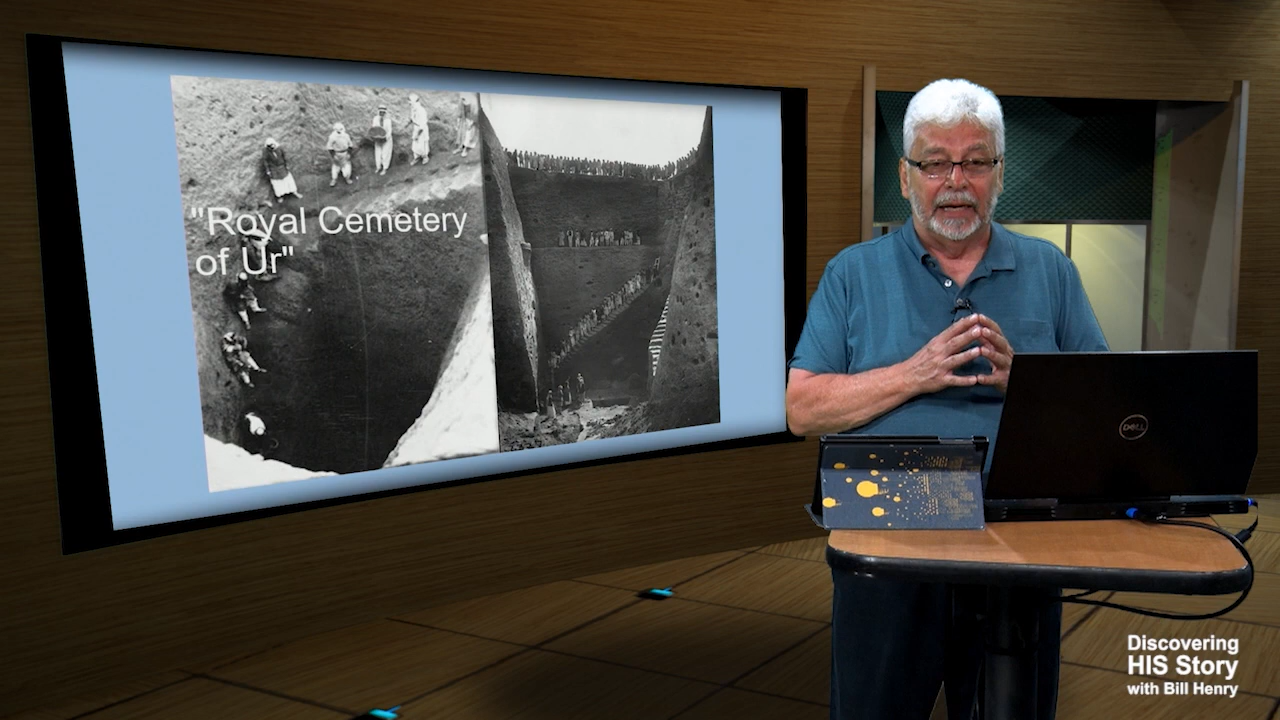 "Royal Cemetery
of Ur"
DELL
Discovering
HIS Story
with Bill Henry